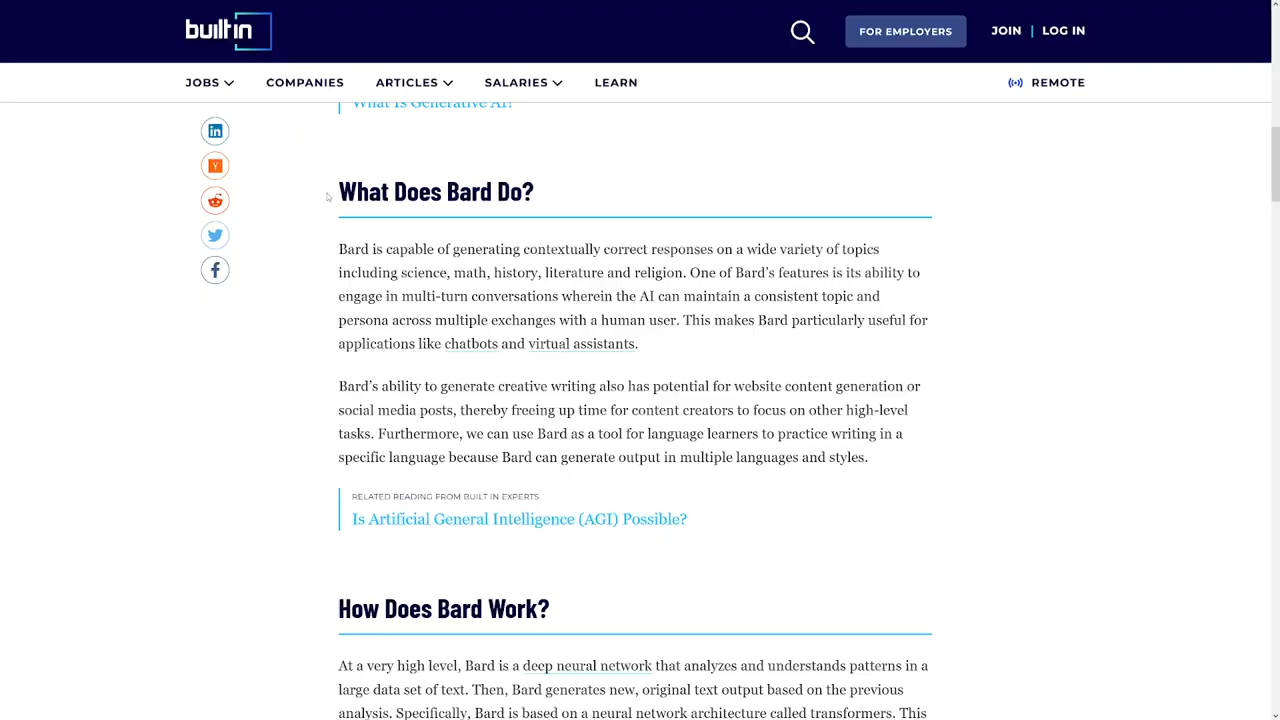 built in
FOR EMPLOYERS
JOIN | LOG IN
JOBS
COMPANIES
ARTICLES
SALARIES
LEARN
REMOTE
What Is Generative AI?
in
Y
What Does Bard Do?
Bard is capable of generating contextually correct responses on a wide variety of topics
including science, math, history, literature and religion. One of Bard's features is its ability to
engage in multi-turn conversations wherein the AI can maintain a consistent topic and
persona across multiple exchanges with a human user. This makes Bard particularly useful for
applications like chatbots and virtual assistants.
Bard's ability to generate creative writing also has potential for website content generation or
social media posts, thereby freeing up time for content creators to focus on other high-level
tasks. Furthermore, we can use Bard as a tool for language learners to practice writing in a
specific language because Bard can generate output in multiple languages and styles.
RELATED READING FROM BUILT IN EXPERTS
Is Artificial General Intelligence (AGI) Possible?
How Does Bard Work?
At a very high level, Bard is a deep neural network that analyzes and understands patterns in a
large data set of text. Then, Bard generates new, original text output based on the previous
analysis. Specifically, Bard is based on a neural network architecture called transformers. This